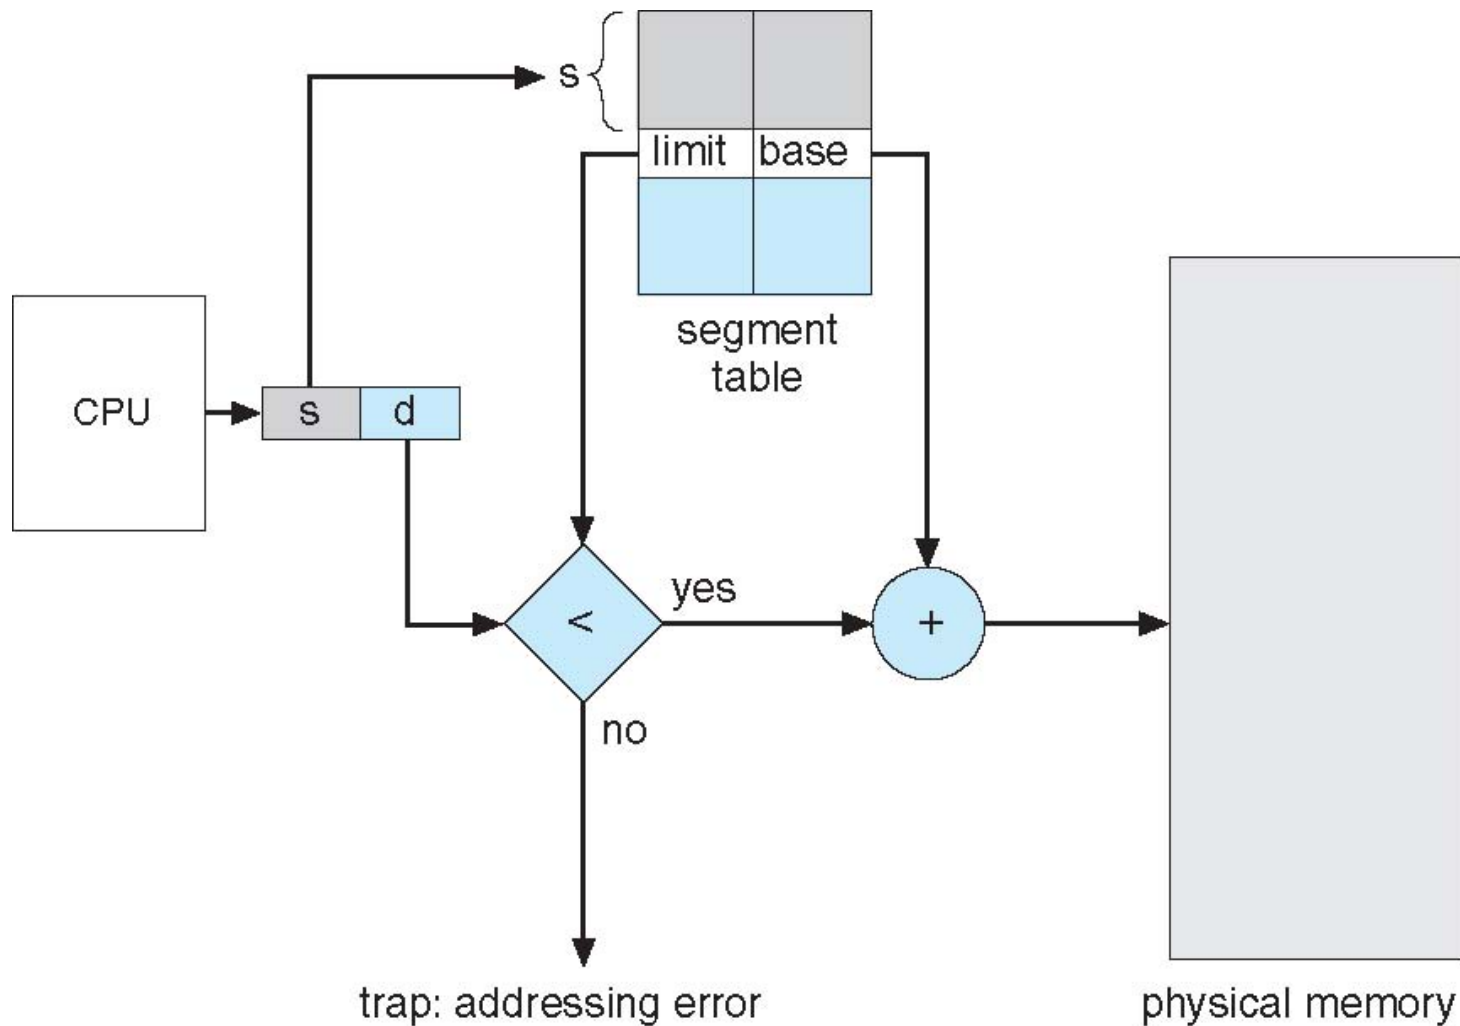 s
limit base
segment
table
CPU
s d
<
yes
+
no
trap: addressing error
physical memory